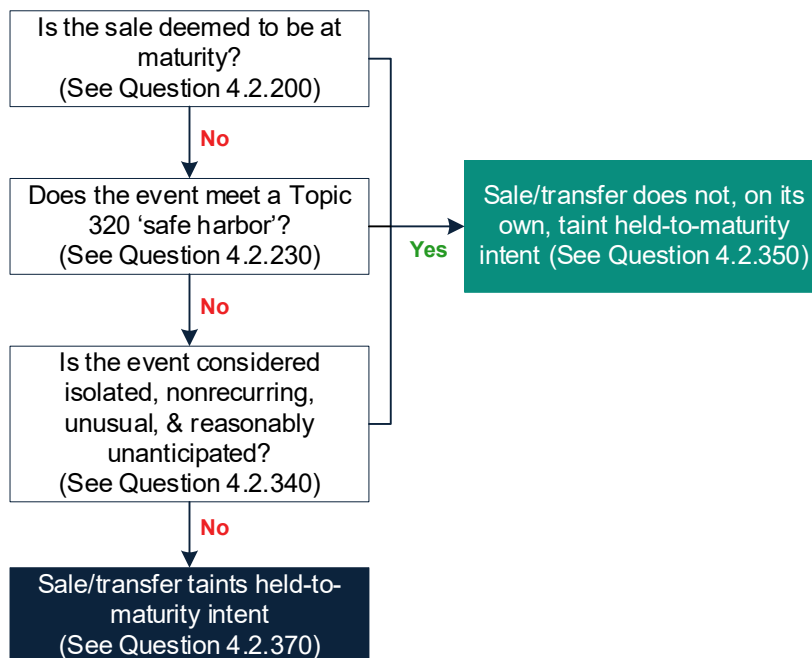 Is the sale deemed to be at
maturity?
(See Question 4.2.200)
No
Does the event meet a Topic
320 ‘safe harbor’?
(See Question 4.2.230)
Yes
Sale/transfer does not, on its
own, taint held-to-maturity
intent (See Question 4.2.350)
No
Is the event considered
isolated, nonrecurring,
unusual, & reasonably
unanticipated?
(See Question 4.2.340)
No
Sale/transfer taints held-to-
maturity intent
(See Question 4.2.370)